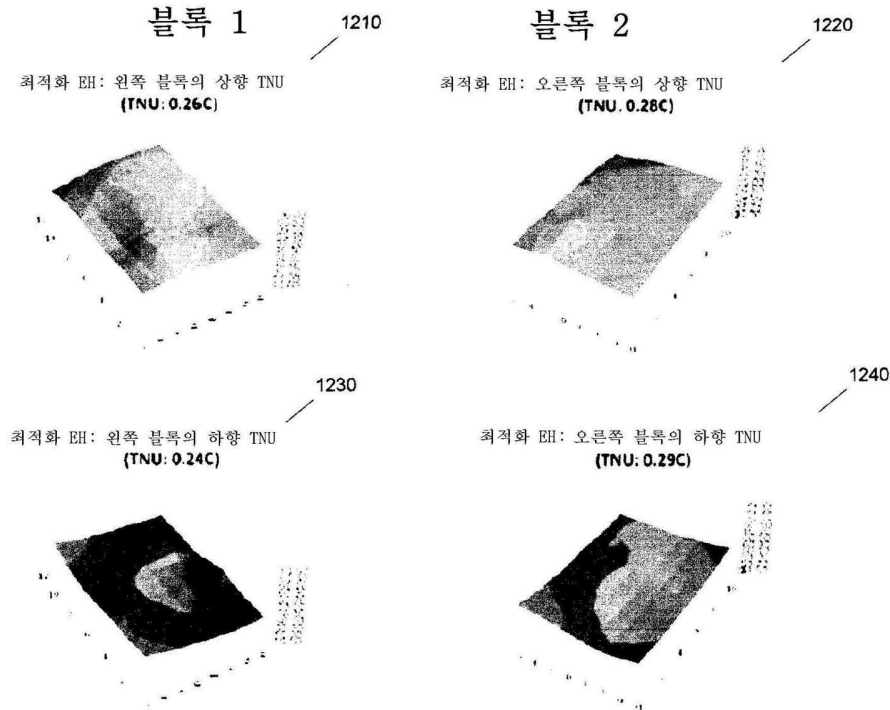 블록 1
1210
블록 2
1220
최적화 EH: 왼쪽 블록의 상향 TNU
(TNU: 0.26C)
최적화 EH: 오른쪽 블록의 상향 TNU
(TNU. 0.28C)
1230
1240
최적화 EH: 왼쪽 블록의 하향 TNU
(TNU: 0.24C)
최적화 EH: 오른쪽 블록의 하향 TNU
(TNU: 0.29C)